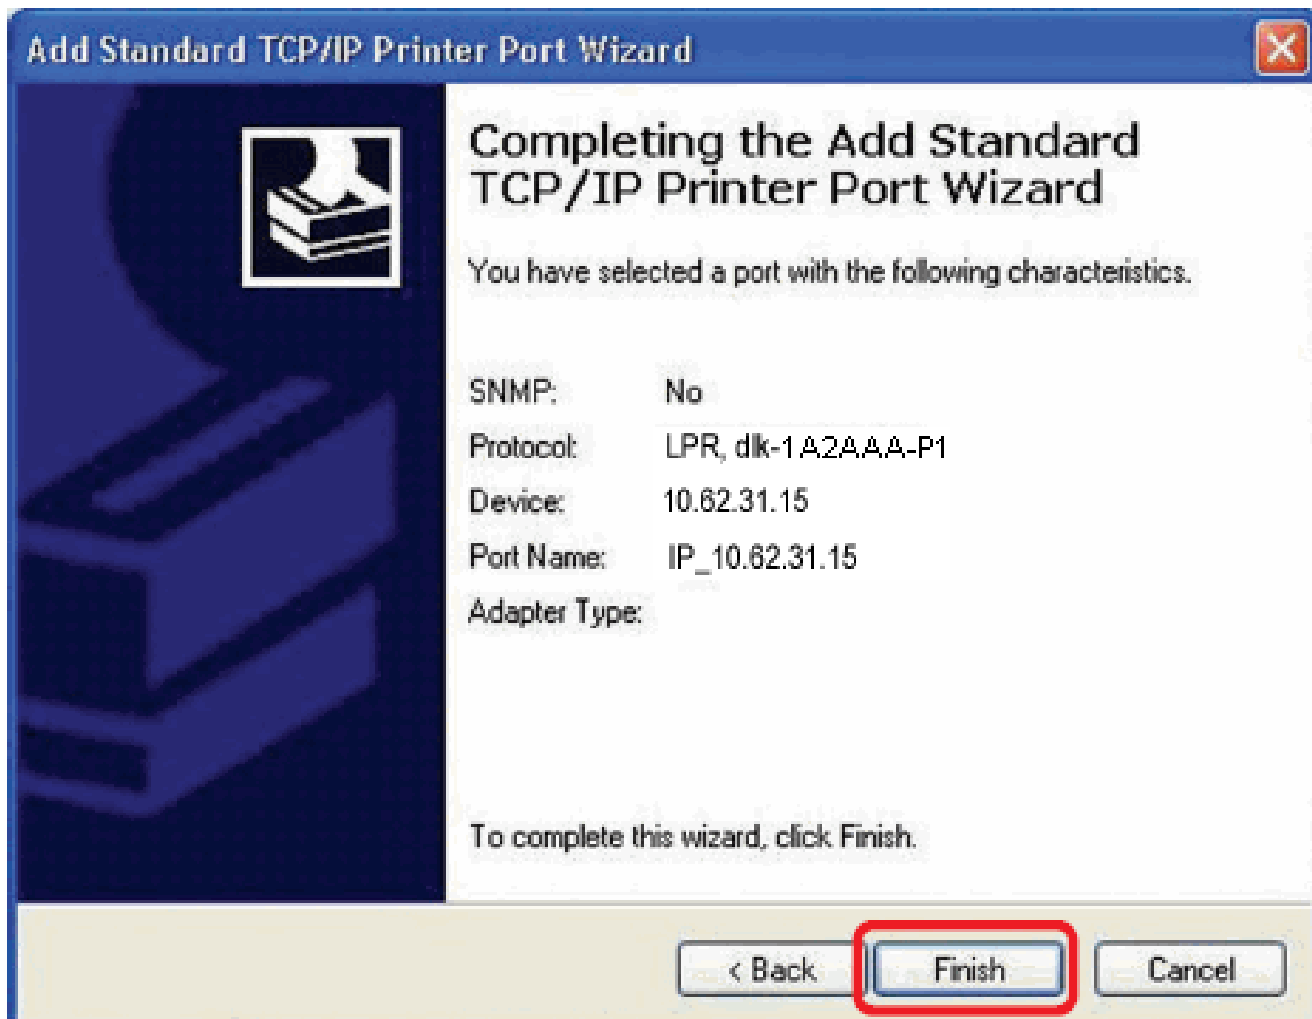 Add Standard TCP/IP Printer Port Wizard
Completing the Add Standard
TCP/IP Printer Port Wizard
You have selected a port with the following characteristics.
SNMP: No
Protocol: LPR, dlk-1A2AAA-P1
Device: 10.62.31.15
Port Name: IP_10.62.31.15
Adapter Type:
To complete this wizard, click Finish.
< Back Finish Cancel